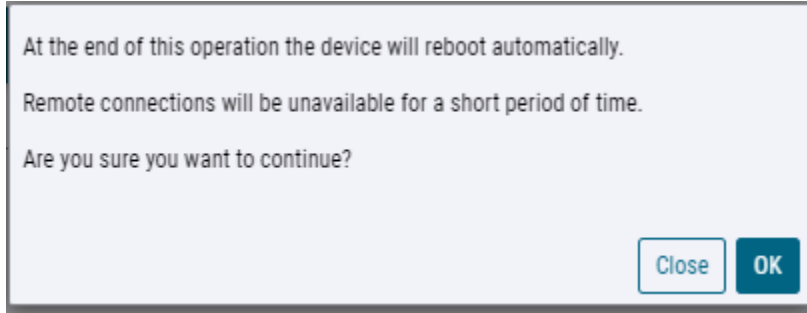 At the end of this operation the device will reboot automatically.
Remote connections will be unavailable for a short period of time.
Are you sure you want to continue?
Close
OK